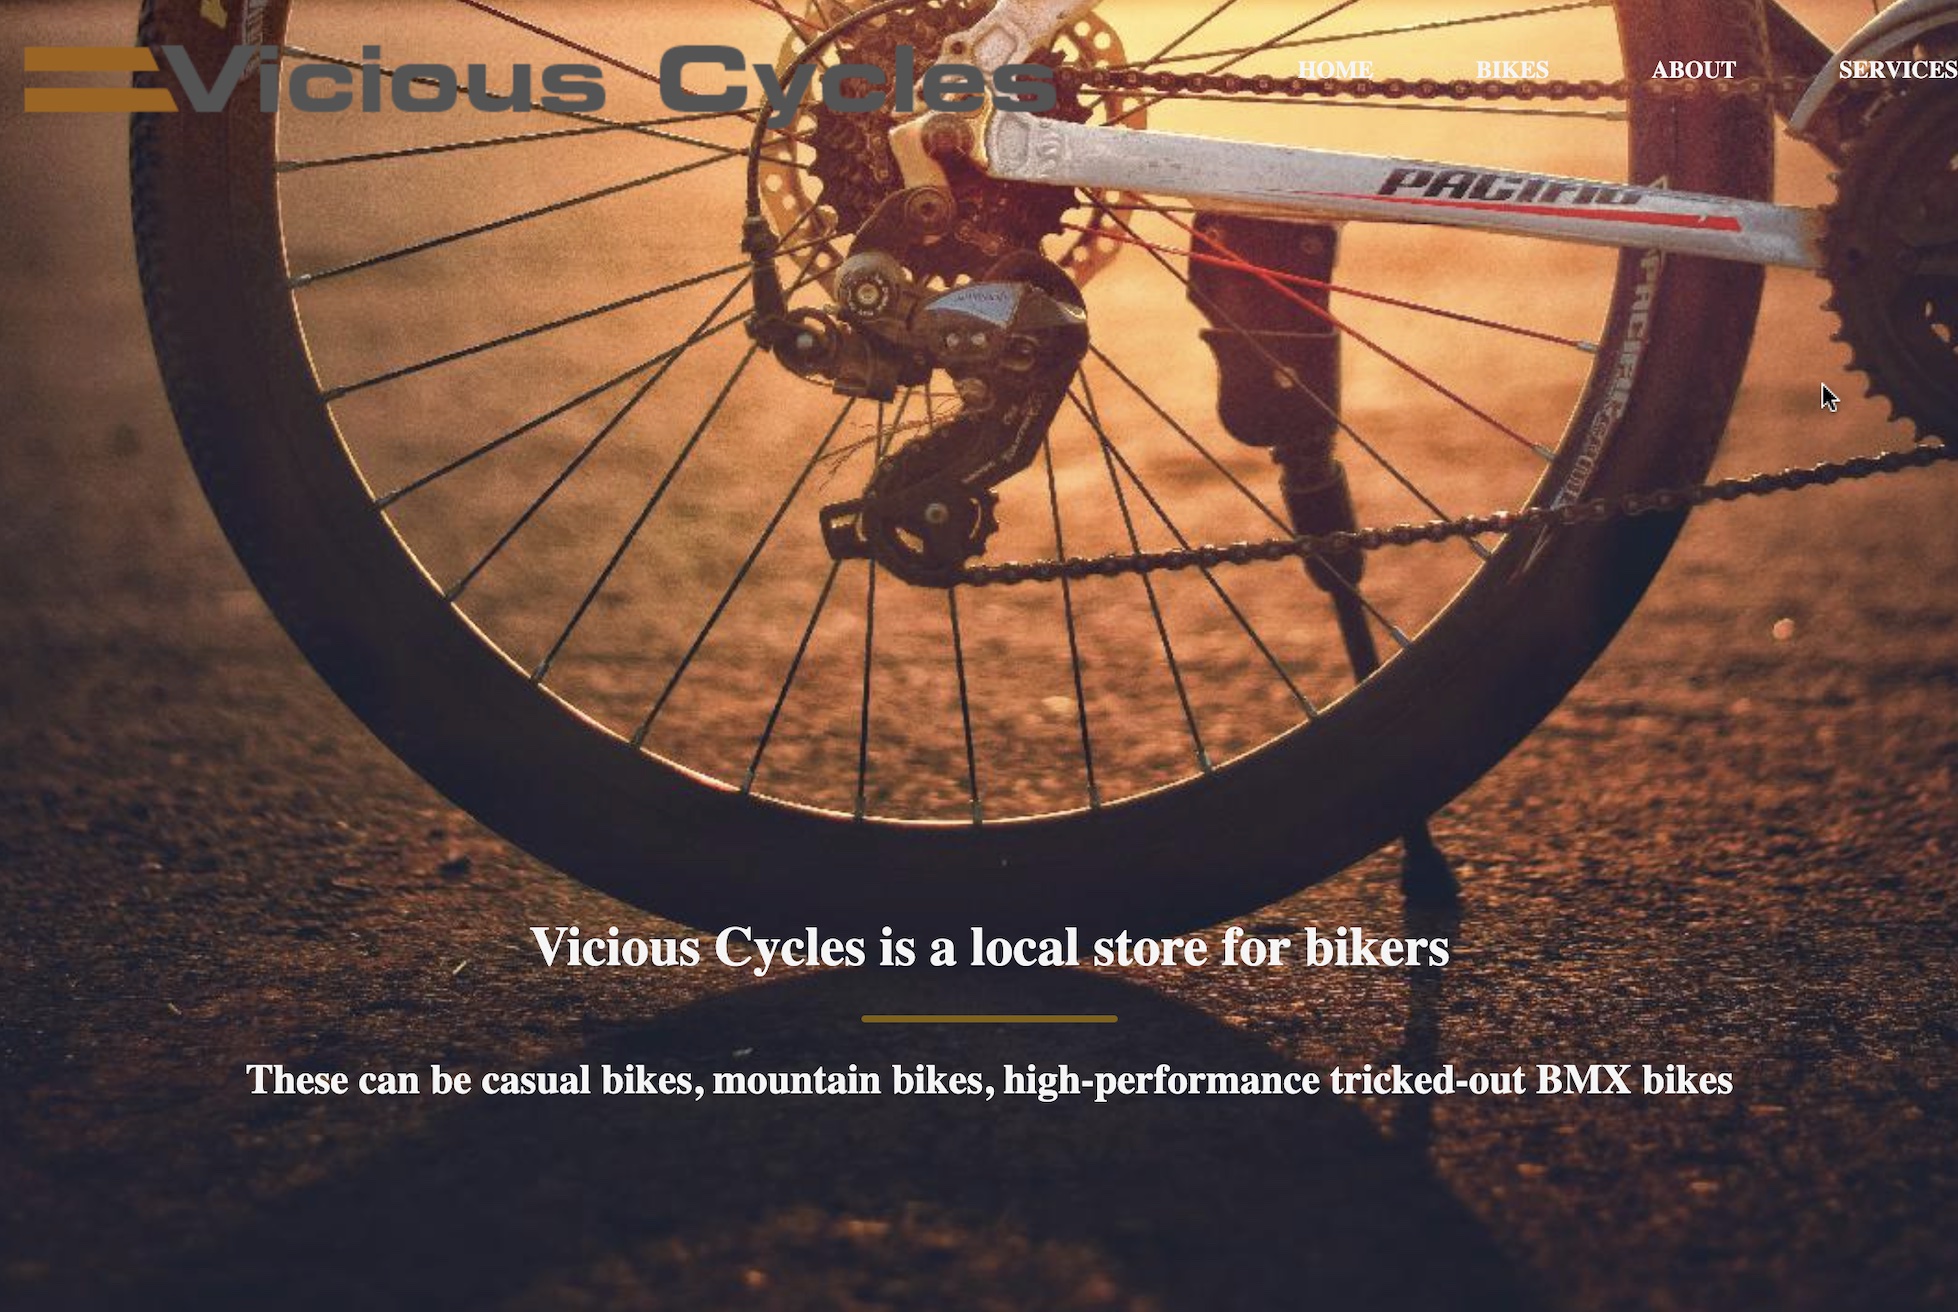 Vicious Cycles
HOME BIKES ABOUT SERVICES
PACIFIC
PACIFIC
Vicious Cycles is a local store for bikers
These can be casual bikes, mountain bikes, high-performance tricked-out BMX bikes